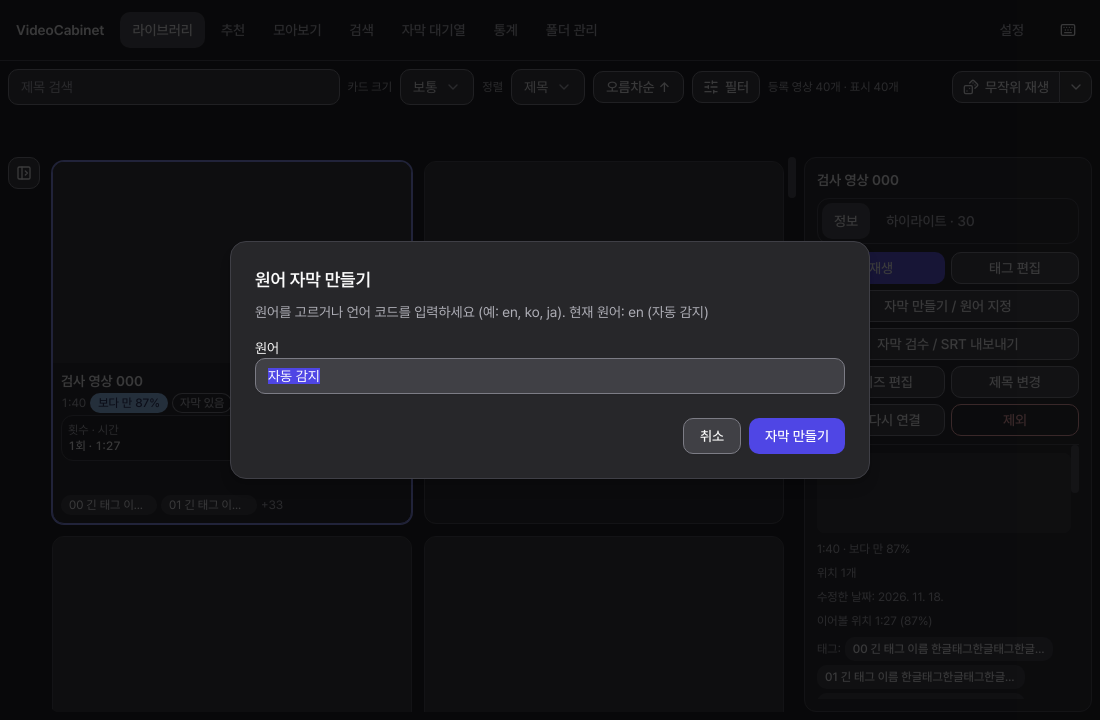 VideoCabinet 라이브러리 추천 모아보기 검색 자막 대기열 통계 폴더 관리 설정
제목 검색 카드 크기 보통 정렬 제목 오름차순 ↑ 필터 등록 영상 40개 · 표시 40개 무작위 재생
검사 영상 000
정보 하이라이트 · 30
재생 태그 편집
자막 만들기 / 원어 지정
자막 검수 / SRT 내보내기
즈 편집 제목 변경
다시 연결 제외
원어 자막 만들기
원어를 고르거나 언어 코드를 입력하세요 (예: en, ko, ja). 현재 원어: en (자동 감지)
원어
자동 감지
취소 자막 만들기
검사 영상 000
1:40 보다 만 87% 자막 있음
횟수 · 시간
1회 · 1:27
00 긴 태그 이... 01 긴 태그 이... +33
1:40 · 보다 만 87%
위치 1개
수정한 날짜: 2026. 11. 18.
이어볼 위치 1:27 (87%)
태그: 00 긴 태그 이름 한글태그한글태그한글...
01 긴 태그 이름 한글태그한글태그한글...